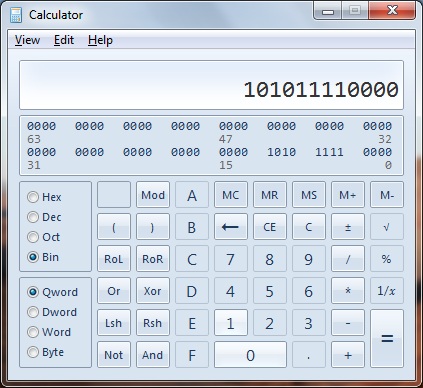 Calculator
View Edit Help
101011110000
0000 0000 0000 0000 0000 0000 0000 0000
63 47 32
0000 0000 0000 0000 0000 1010 1111 0000
31 15 0
Hex
Dec
Oct
Bin
Qword
Dword
Word
Byte
Mod A MC MR MS M+ M-
( ) B ← CE C ± √
RoL RoR C 7 8 9 / %
Or Xor D 4 5 6 * 1/x
Lsh Rsh E 1 2 3 - =
Not And F 0 . +